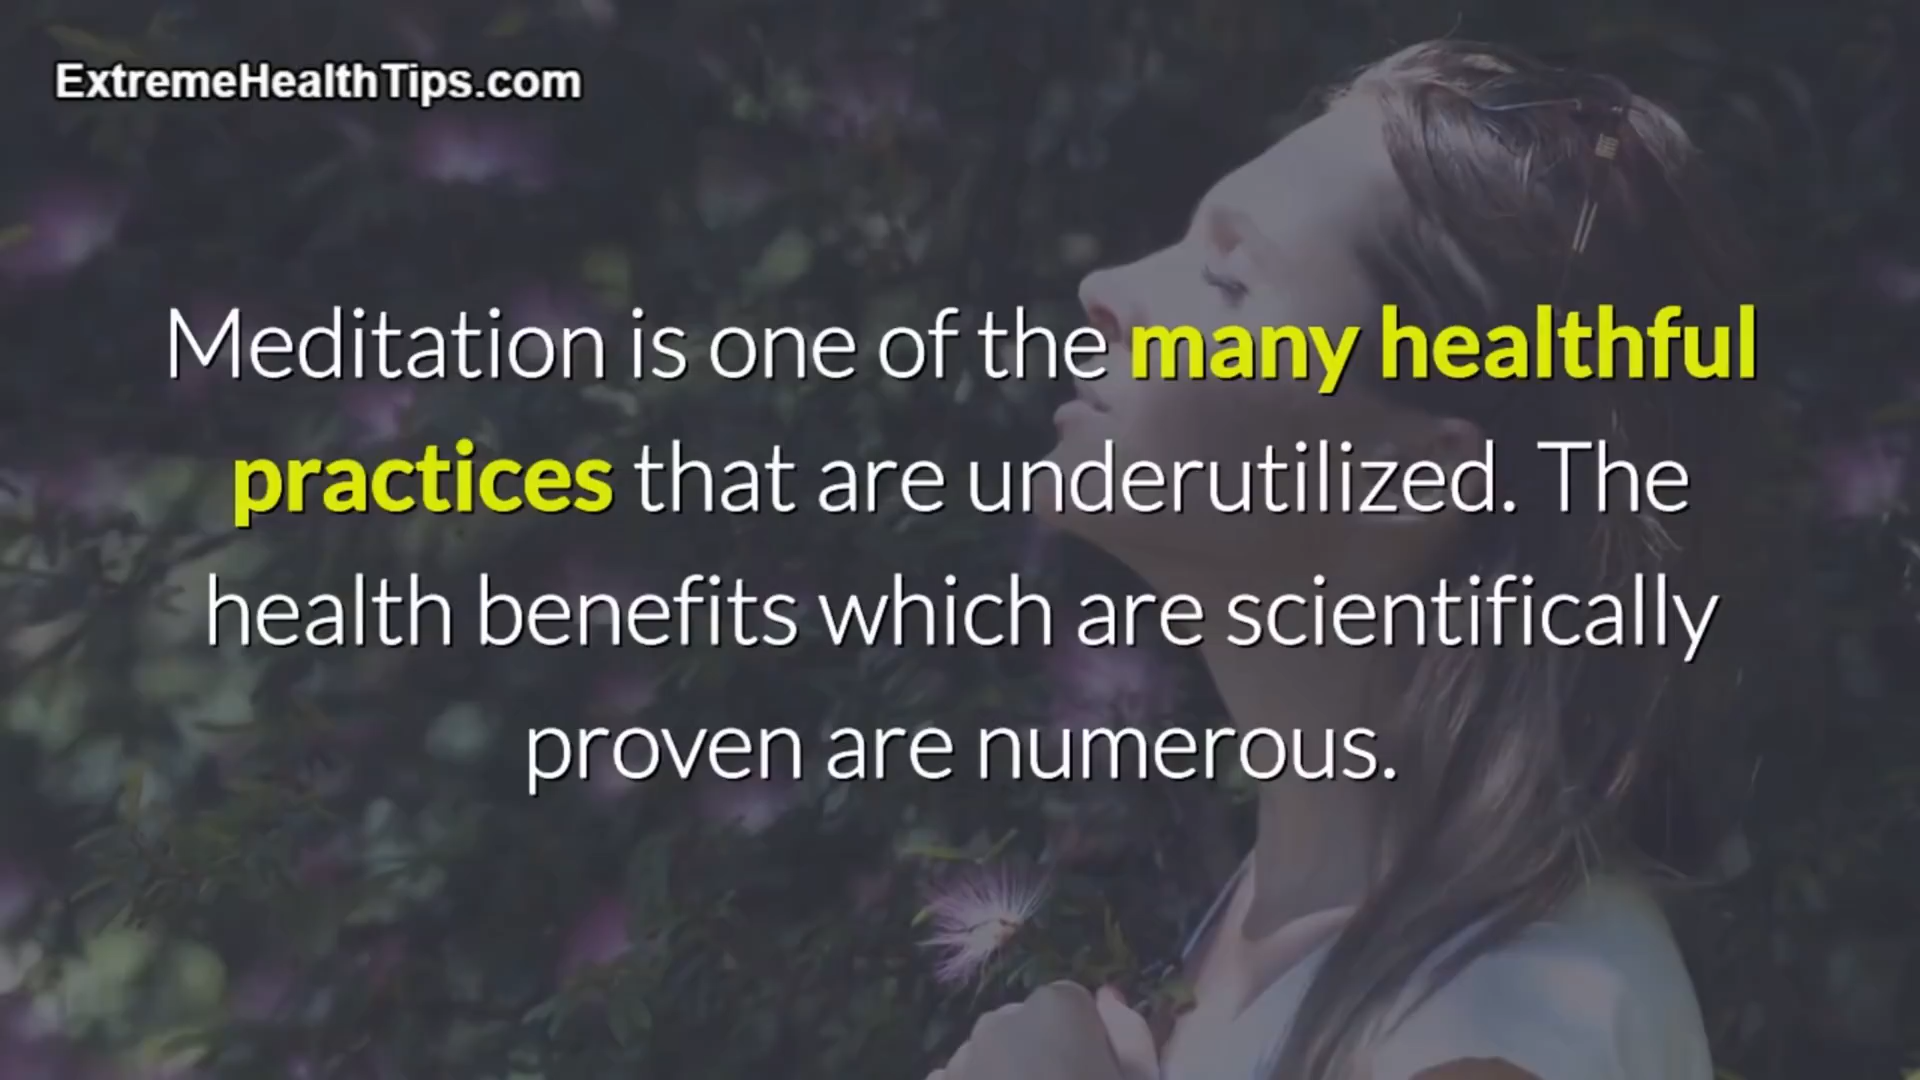 ExtremeHealthTips.com
Meditation is one of the many healthful
practices that are underutilized. The
health benefits which are scientifically
proven are numerous.